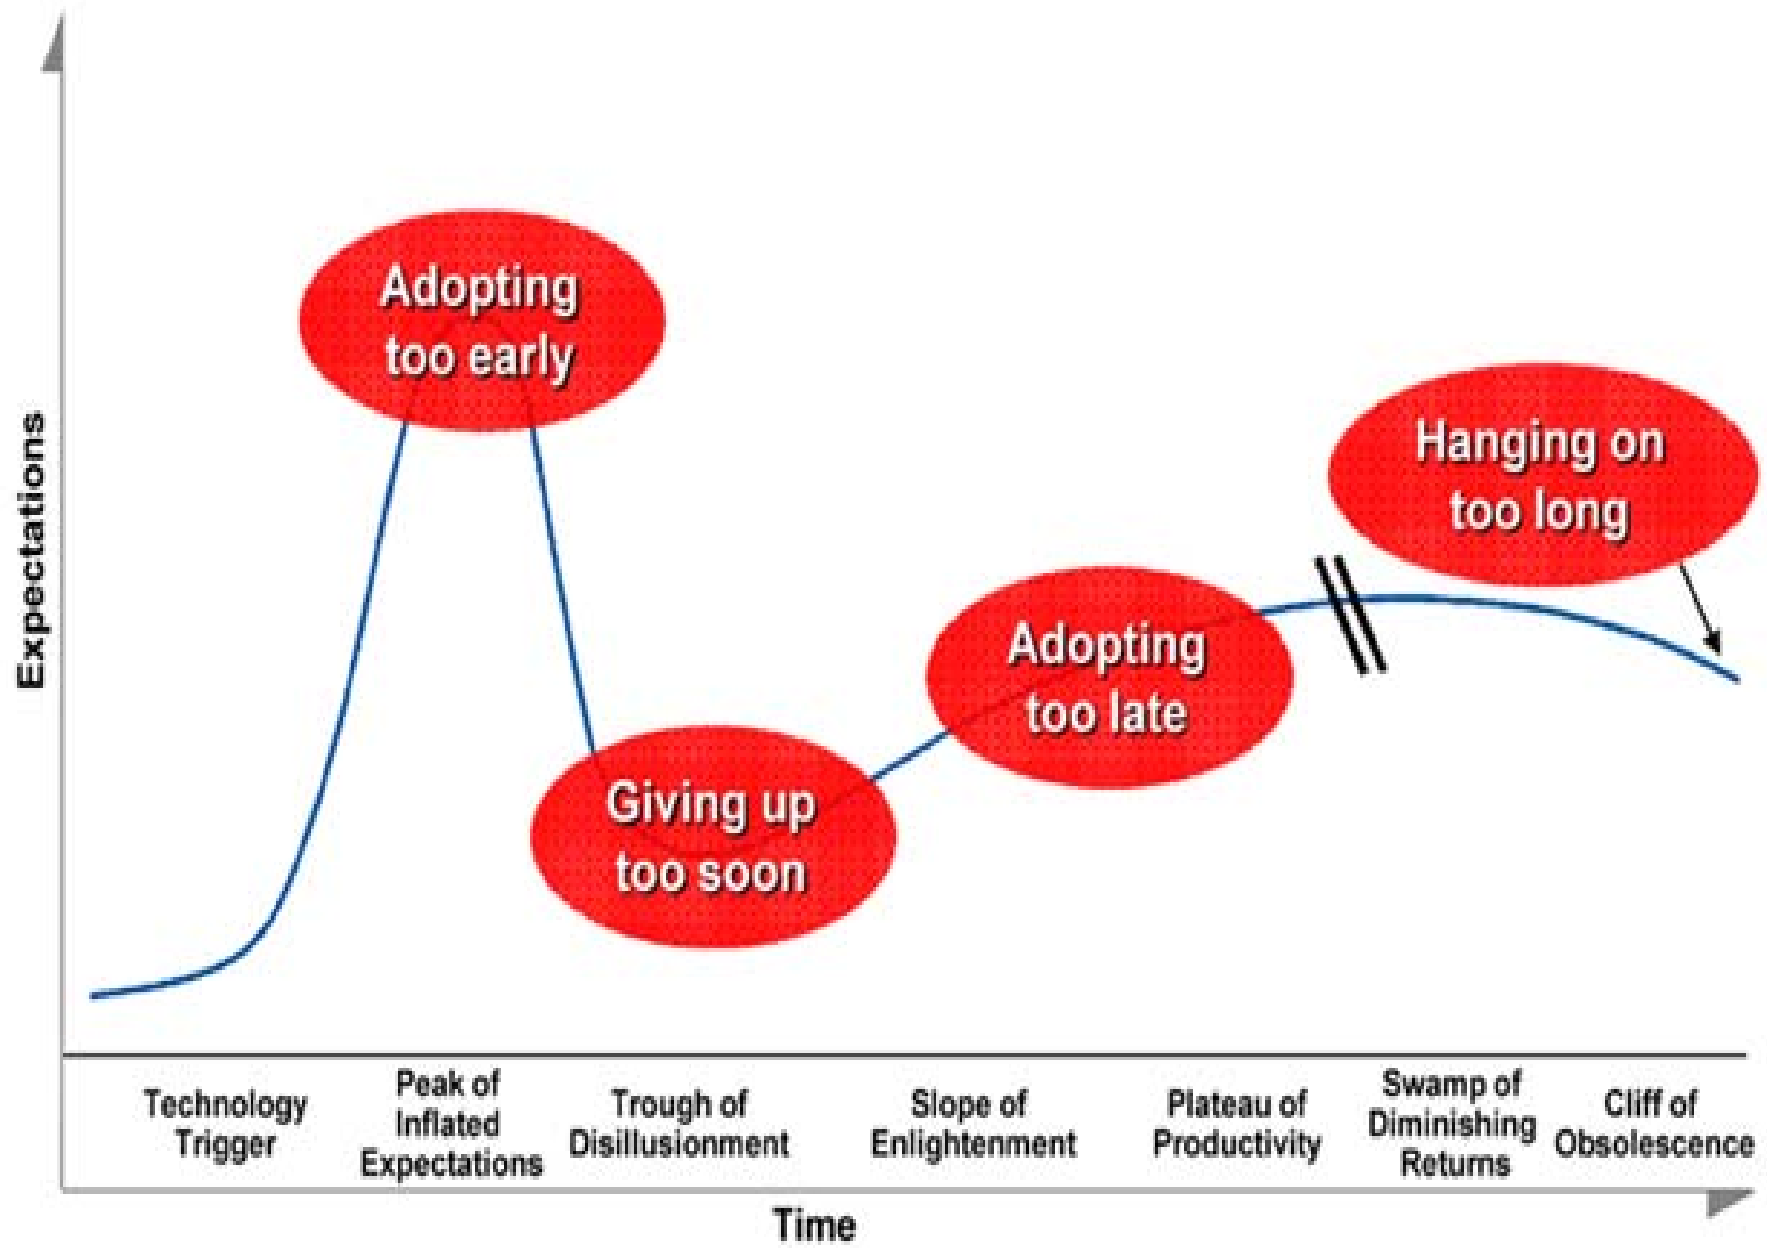 Adopting
too early
Hanging on
too long
Adopting
too late
Giving up
too soon
Expectations
Technology
Trigger
Peak of
Inflated
Expectations
Trough of
Disillusionment
Slope of
Enlightenment
Plateau of
Productivity
Swamp of
Diminishing
Returns
Cliff of
Obsolescence
Time